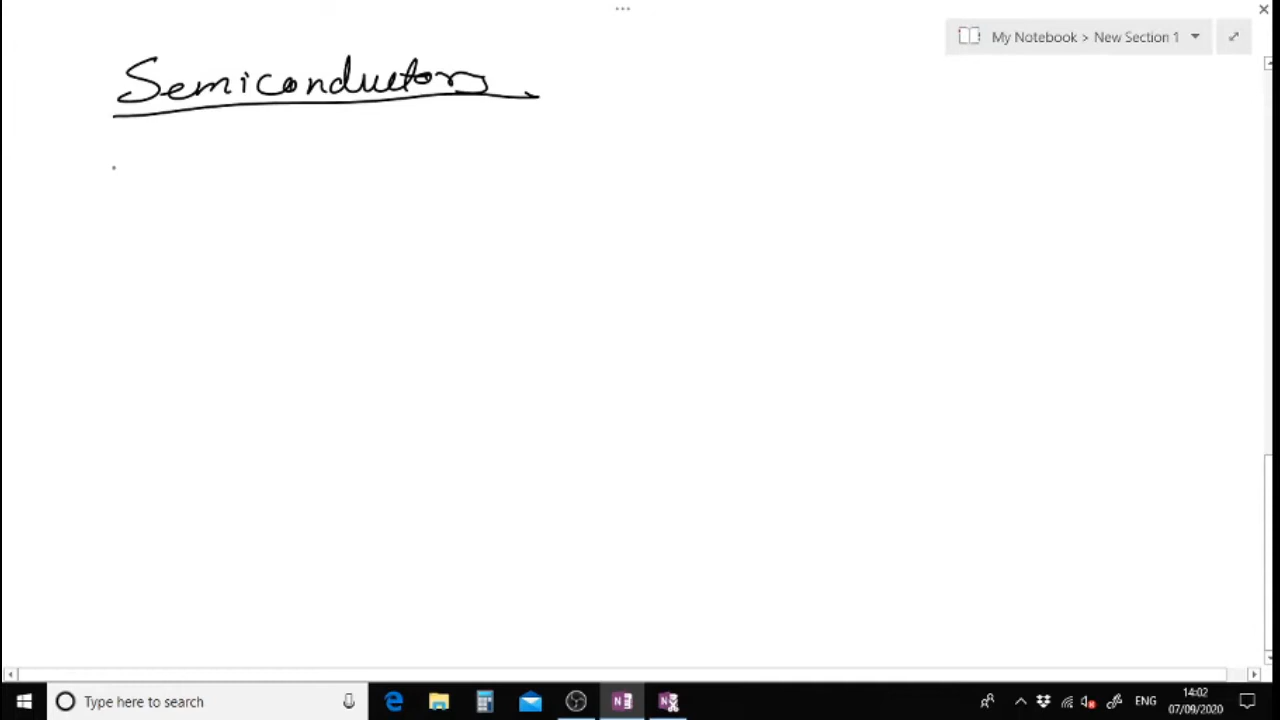 My Notebook > New Section 1
Semiconductors
Type here to search
ENG
14:02
07/09/2020